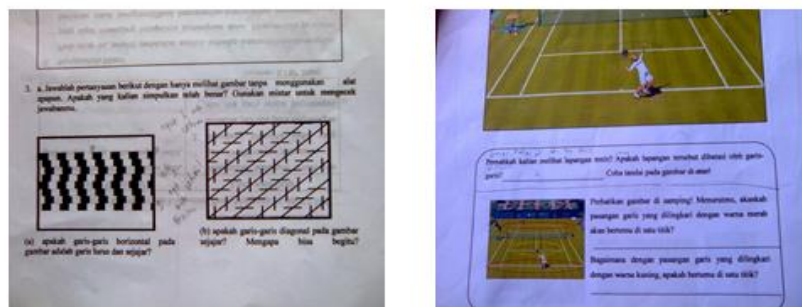 3. a. Jawablah pertanyaan berikut dengan hanya melihat gambar tanpa menggunakan alat
apapun. Apakah yang kalian simpulkan telah benar? Gunakan mistar untuk mengecek
jawabanmu.
(a) apakah garis-garis horizontal pada
gambar adalah garis lurus dan sejajar?
(b) apakah garis-garis diagonal pada gambar
sejajar? Mengapa bisa begitu?
Pernahkah kalian melihat lapangan tenis? Apakah lapangan tersebut dibatasi oleh garis-
garis? Coba tandai pada gambar di atas!
Perhatikan gambar di samping! Menurutmu, akankah
pasangan garis yang dilingkari dengan warna merah
akan bertemu di satu titik?
Bagaimana dengan pasangan garis yang dilingkari
dengan warna kuning, apakah bertemu di satu titik?